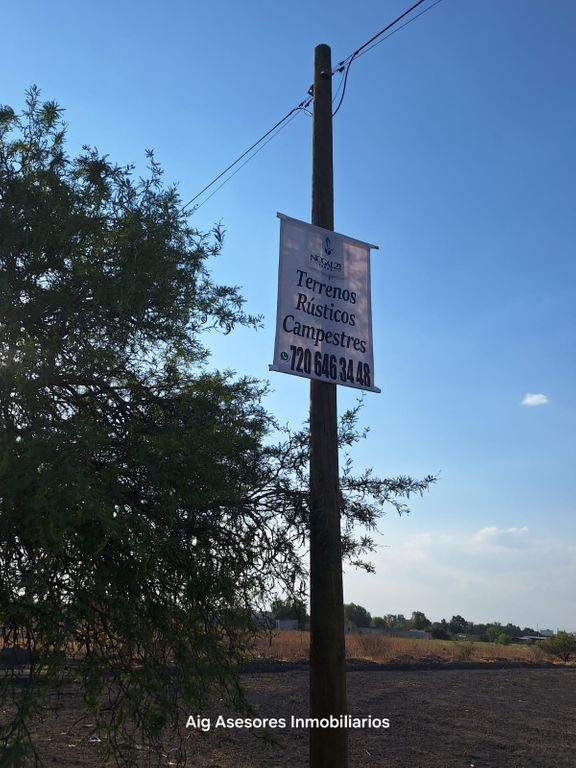 Terrenos
Rústicos
Campestres
720 646 34 48
Aig Asesores Inmobiliarios